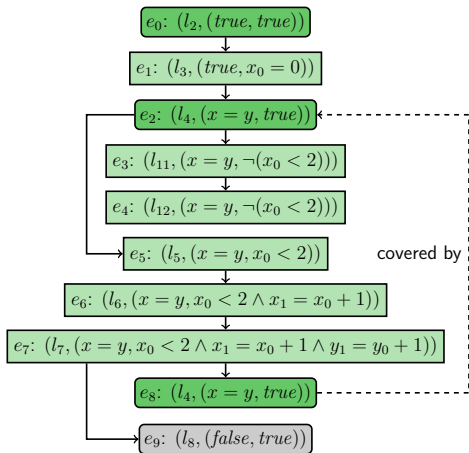 e₀: (l₂, (true, true))
e₁: (l₃, (true, x₀ = 0))
e₂: (l₄, (x = y, true))
e₃: (l₁₁, (x = y, ¬(x₀ < 2)))
e₄: (l₁₂, (x = y, ¬(x₀ < 2)))
covered by
e₅: (l₅, (x = y, x₀ < 2))
e₆: (l₆, (x = y, x₀ < 2 ∧ x₁ = x₀ + 1))
e₇: (l₇, (x = y, x₀ < 2 ∧ x₁ = x₀ + 1 ∧ y₁ = y₀ + 1))
e₈: (l₄, (x = y, true))
e₉: (l₈, (false, true))